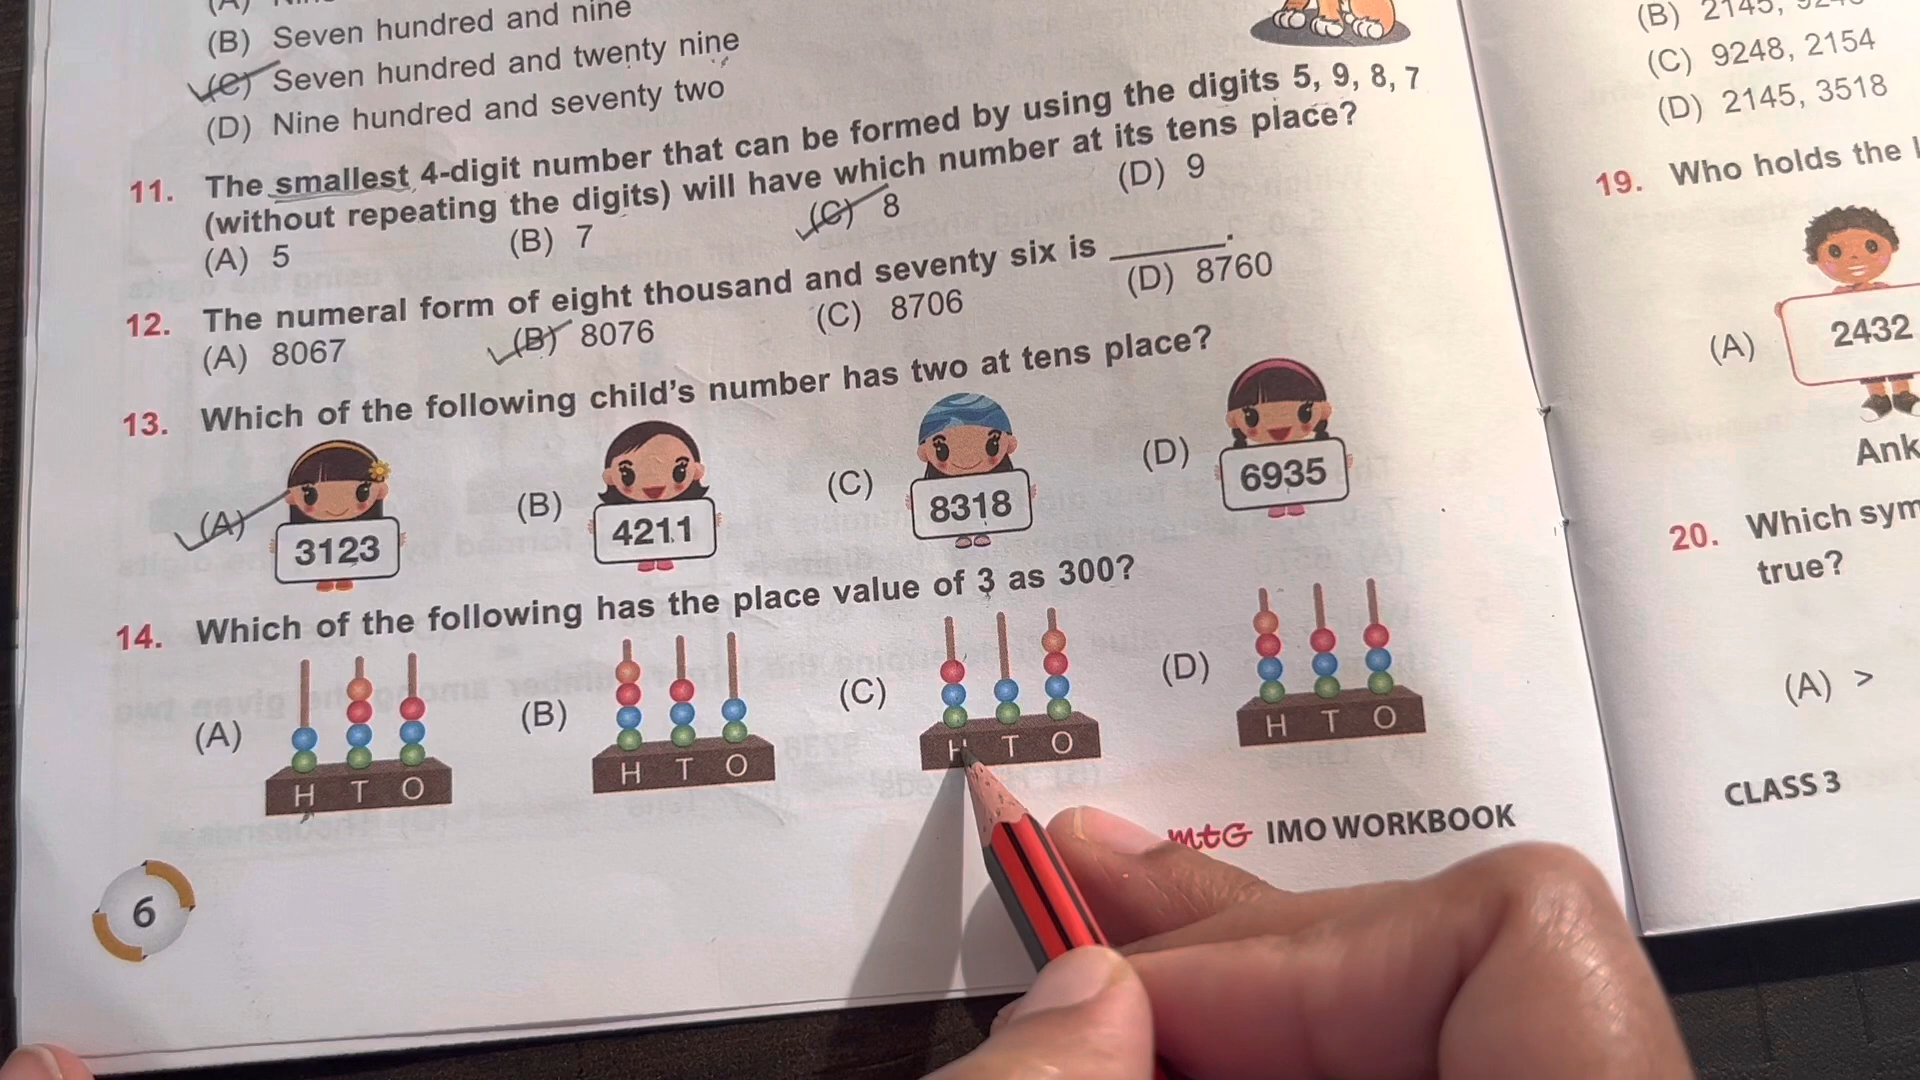 (B) Seven hundred and nine
(C) Seven hundred and twenty nine
(D) Nine hundred and seventy two
11. The smallest 4-digit number that can be formed by using the digits 5, 9, 8, 7
(without repeating the digits) will have which number at its tens place?
(A) 5 (B) 7 (C) 8 (D) 9
12. The numeral form of eight thousand and seventy six is ______.
(A) 8067 (B) 8076 (C) 8706 (D) 8760
13. Which of the following child's number has two at tens place?
(A) 3123 (B) 4211 (C) 8318 (D) 6935
14. Which of the following has the place value of 3 as 300?
(A) H T O (B) H T O (C) H T O (D) H T O
6
mtG IMO WORKBOOK
(B) 2145,
(C) 9248, 2154
(D) 2145, 3518
19. Who holds the
(A) 2432
Ank
20. Which sym
true?
(A) >
CLASS 3